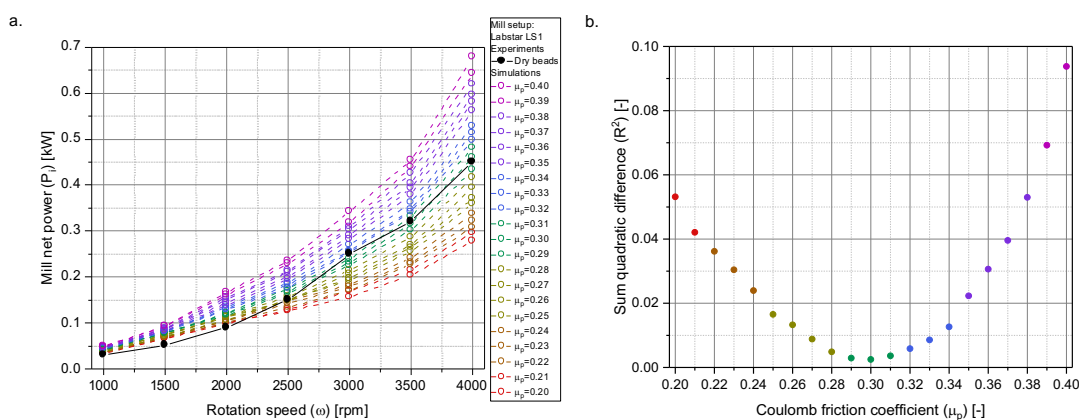 a.
0.7
0.6
0.5
0.4
0.3
0.2
0.1
0.0
Mill net power (Pᵢ) [kW]
1000 1500 2000 2500 3000 3500 4000
Rotation speed (ω) [rpm]
Mill setup:
Labstar LS1
Experiments
Dry beads
Simulations
μₚ=0.40
μₚ=0.39
μₚ=0.38
μₚ=0.37
μₚ=0.36
μₚ=0.35
μₚ=0.34
μₚ=0.33
μₚ=0.32
μₚ=0.31
μₚ=0.30
μₚ=0.29
μₚ=0.28
μₚ=0.27
μₚ=0.26
μₚ=0.25
μₚ=0.24
μₚ=0.23
μₚ=0.22
μₚ=0.21
μₚ=0.20
b.
0.10
0.08
0.06
0.04
0.02
0.00
Sum quadratic difference (R²) [-]
0.20 0.22 0.24 0.26 0.28 0.30 0.32 0.34 0.36 0.38 0.40
Coulomb friction coefficient (μₚ) [-]